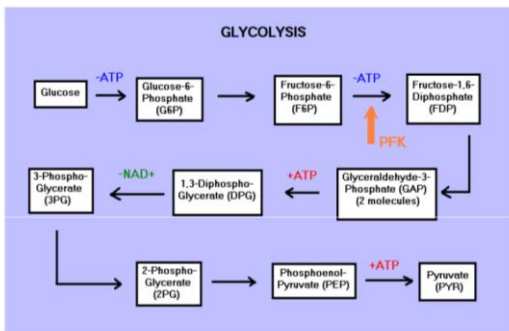 GLYCOLYSIS
Glucose
-ATP
Glucose-6-
Phosphate
(G6P)
Fructose-6-
Phosphate
(F6P)
-ATP
PFK
Fructose-1,6-
Diphosphate
(FDP)
3-Phospho-
Glycerate
(3PG)
-NAD+
1,3-Diphospho-
Glycerate (DPG)
+ATP
Glyceraldehyde-3-
Phosphate (GAP)
(2 molecules)
2-Phospho-
Glycerate
(2PG)
Phosphoenol-
Pyruvate (PEP)
+ATP
Pyruvate
(PYR)